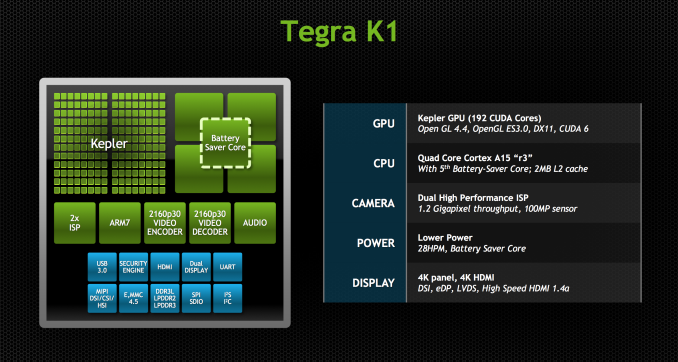 Tegra K1
Kepler
Battery
Saver Core
2x
ISP
ARM7
2160p30
VIDEO
ENCODER
2160p30
VIDEO
DECODER
AUDIO
USB
3.0
SECURITY
ENGINE
HDMI
Dual
DISPLAY
UART
MIPI
DSI/CSI/
HSI
E.MMC
4.5
DDR3L
LPDDR2
LPDDR3
SPI
SDIO
I²S
I²C
GPU
Kepler GPU (192 CUDA Cores)
Open GL 4.4, OpenGL ES3.0, DX11, CUDA 6
CPU
Quad Core Cortex A15 “r3”
With 5th Battery-Saver Core; 2MB L2 cache
CAMERA
Dual High Performance ISP
1.2 Gigapixel throughput, 100MP sensor
POWER
Lower Power
28HPM, Battery Saver Core
DISPLAY
4K panel, 4K HDMI
DSI, eDP, LVDS, High Speed HDMI 1.4a